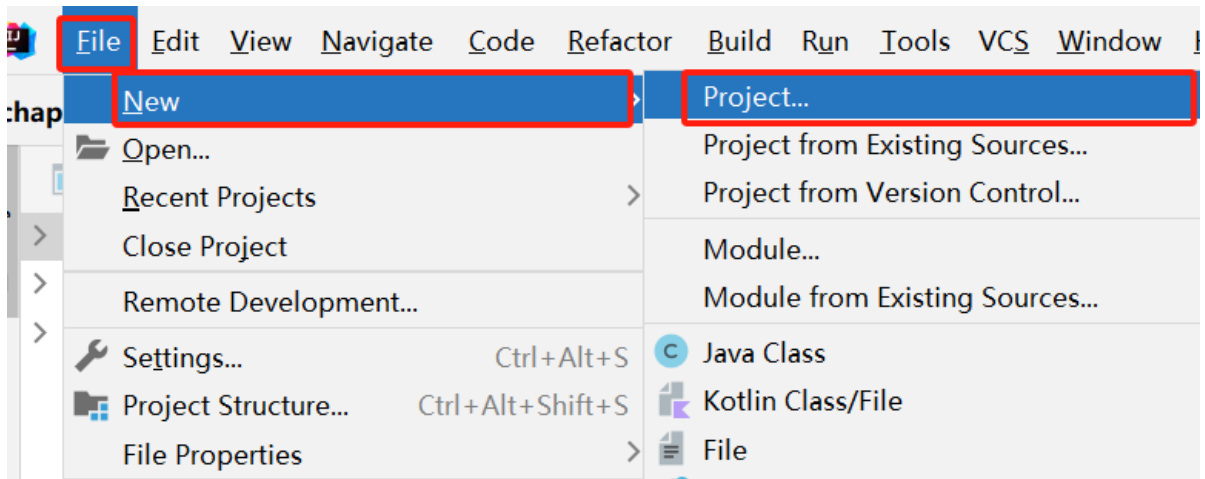 File Edit View Navigate Code Refactor Build Run Tools VCS Window
chap
New
Open...
Recent Projects
Close Project
Remote Development...
Settings... Ctrl+Alt+S
Project Structure... Ctrl+Alt+Shift+S
File Properties
Project...
Project from Existing Sources...
Project from Version Control...
Module...
Module from Existing Sources...
C Java Class
Kotlin Class/File
File